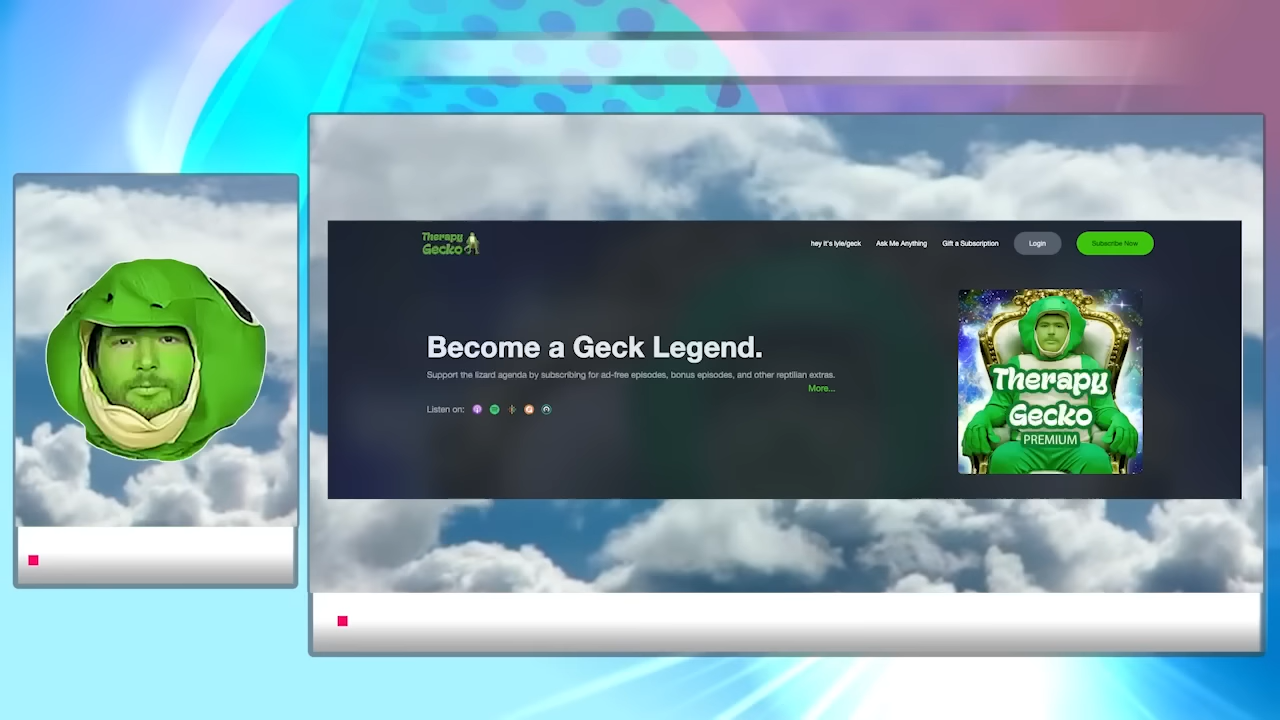 Therapy
Gecko
hey it's lyle/geck
Ask Me Anything
Gift a Subscription
Login
Subscribe Now
Become a Geck Legend.
Support the lizard agenda by subscribing for ad-free episodes, bonus episodes, and other reptilian extras.
More...
Listen on:
Therapy
Gecko
PREMIUM